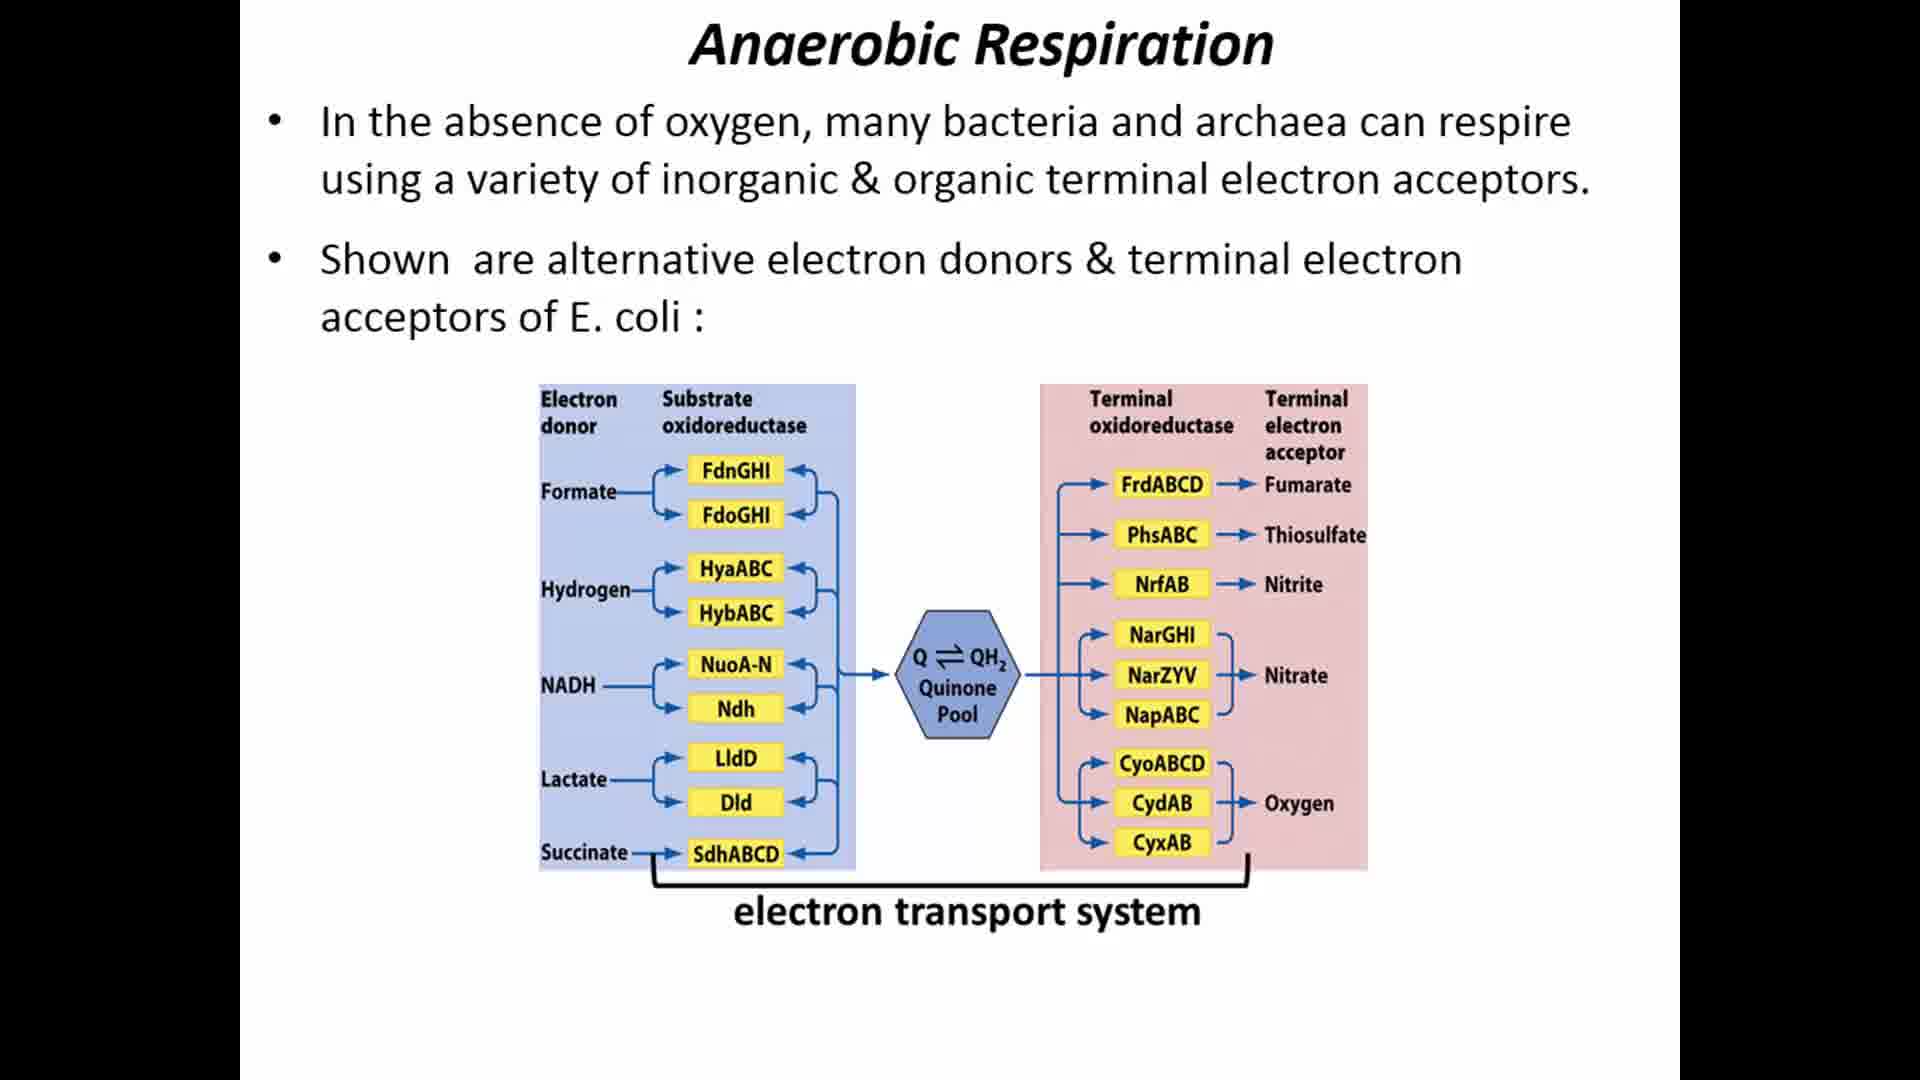 Anaerobic Respiration
• In the absence of oxygen, many bacteria and archaea can respire
using a variety of inorganic & organic terminal electron acceptors.
• Shown  are alternative electron donors & terminal electron
acceptors of E. coli :
Electron
donor
Substrate
oxidoreductase
Formate
FdnGHI
FdoGHI
Hydrogen
HyaABC
HybABC
NADH
NuoA-N
Ndh
Lactate
LldD
Dld
Succinate
SdhABCD
Q ⇌ QH₂
Quinone
Pool
Terminal
oxidoreductase
Terminal
electron
acceptor
FrdABCD
Fumarate
PhsABC
Thiosulfate
NrfAB
Nitrite
NarGHI
NarZYV
NapABC
Nitrate
CyoABCD
CydAB
CyxAB
Oxygen
electron transport system